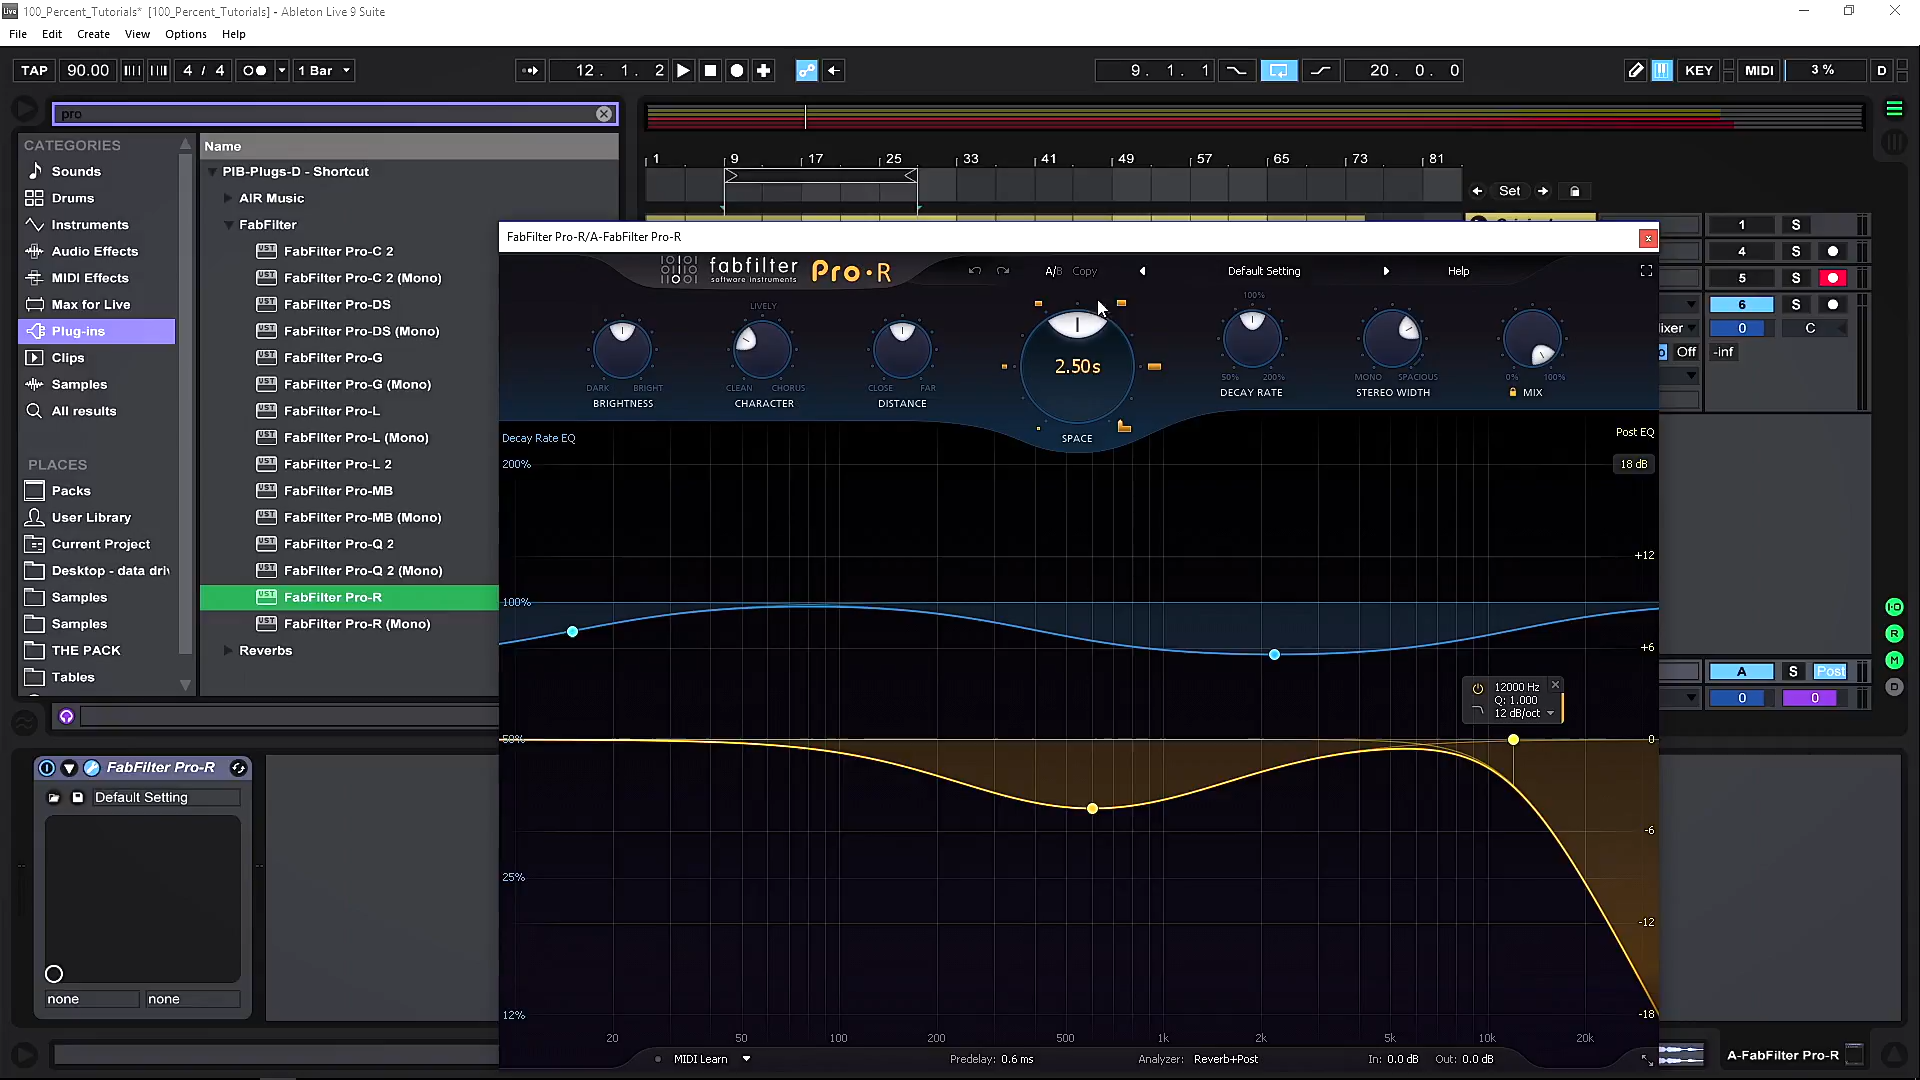 100_Percent_Tutorials* [100_Percent_Tutorials] - Ableton Live 9 Suite
File Edit Create View Options Help
TAP 90.00 4 / 4 1 Bar 12. 1. 2 9. 1. 1 20. 0. 0 KEY MIDI 3 % D
pro
CATEGORIES
Sounds
Drums
Instruments
Audio Effects
MIDI Effects
Max for Live
Plug-ins
Clips
Samples
All results
PLACES
Packs
User Library
Current Project
Desktop - data driv
Samples
Samples
THE PACK
Tables
Name
PIB-Plugs-D - Shortcut
AIR Music
FabFilter
FabFilter Pro-C 2
FabFilter Pro-C 2 (Mono)
FabFilter Pro-DS
FabFilter Pro-DS (Mono)
FabFilter Pro-G
FabFilter Pro-G (Mono)
FabFilter Pro-L
FabFilter Pro-L (Mono)
FabFilter Pro-L 2
FabFilter Pro-MB
FabFilter Pro-MB (Mono)
FabFilter Pro-Q 2
FabFilter Pro-Q 2 (Mono)
FabFilter Pro-R
FabFilter Pro-R (Mono)
Reverbs
1 9 17 25 33 41 49 57 65 73 81
Set
1 S
4 S
5 S
6 S
ixer 0 C
Off -inf
A S Post
0 0
FabFilter Pro-R/A-FabFilter Pro-R
fabfilter Pro·R
software instruments
A/B Copy Default Setting Help
LIVELY 100%
2.50s
DARK BRIGHT CLEAN CHORUS CLOSE FAR 50% 200% MONO SPACIOUS 0% 100%
BRIGHTNESS CHARACTER DISTANCE SPACE DECAY RATE STEREO WIDTH MIX
Decay Rate EQ Post EQ
200% 18 dB
+12
100%
+6
12000 Hz
Q: 1.000
12 dB/oct
50% 0
-6
25%
-12
12% -18
20 50 100 200 500 1k 2k 5k 10k 20k
MIDI Learn Predelay: 0.6 ms Analyzer: Reverb+Post In: 0.0 dB Out: 0.0 dB
I-O
R
M
D
FabFilter Pro-R
Default Setting
none none
A-FabFilter Pro-R